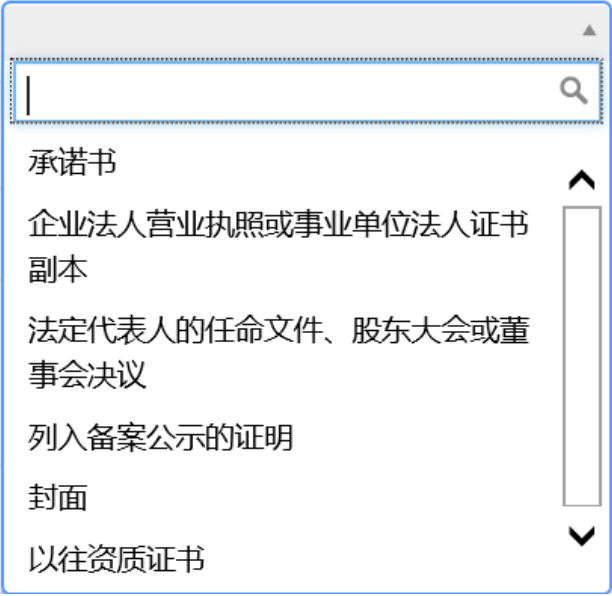 承诺书
企业法人营业执照或事业单位法人证书
副本
法定代表人的任命文件、股东大会或董
事会决议
列入备案公示的证明
封面
以往资质证书